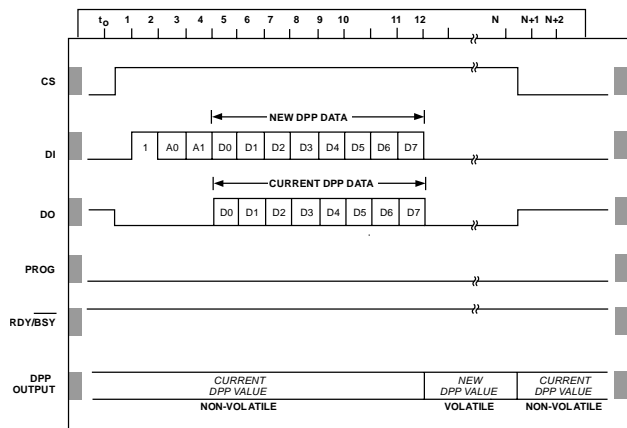 to 1 2 3 4 5 6 7 8 9 10 11 12 N N+1 N+2
CS
NEW DPP DATA
DI 1 A0 A1 D0 D1 D2 D3 D4 D5 D6 D7
CURRENT DPP DATA
DO D0 D1 D2 D3 D4 D5 D6 D7
PROG
RDY/BSY
DPP OUTPUT
CURRENT DPP VALUE
NON-VOLATILE
NEW DPP VALUE
VOLATILE
CURRENT DPP VALUE
NON-VOLATILE